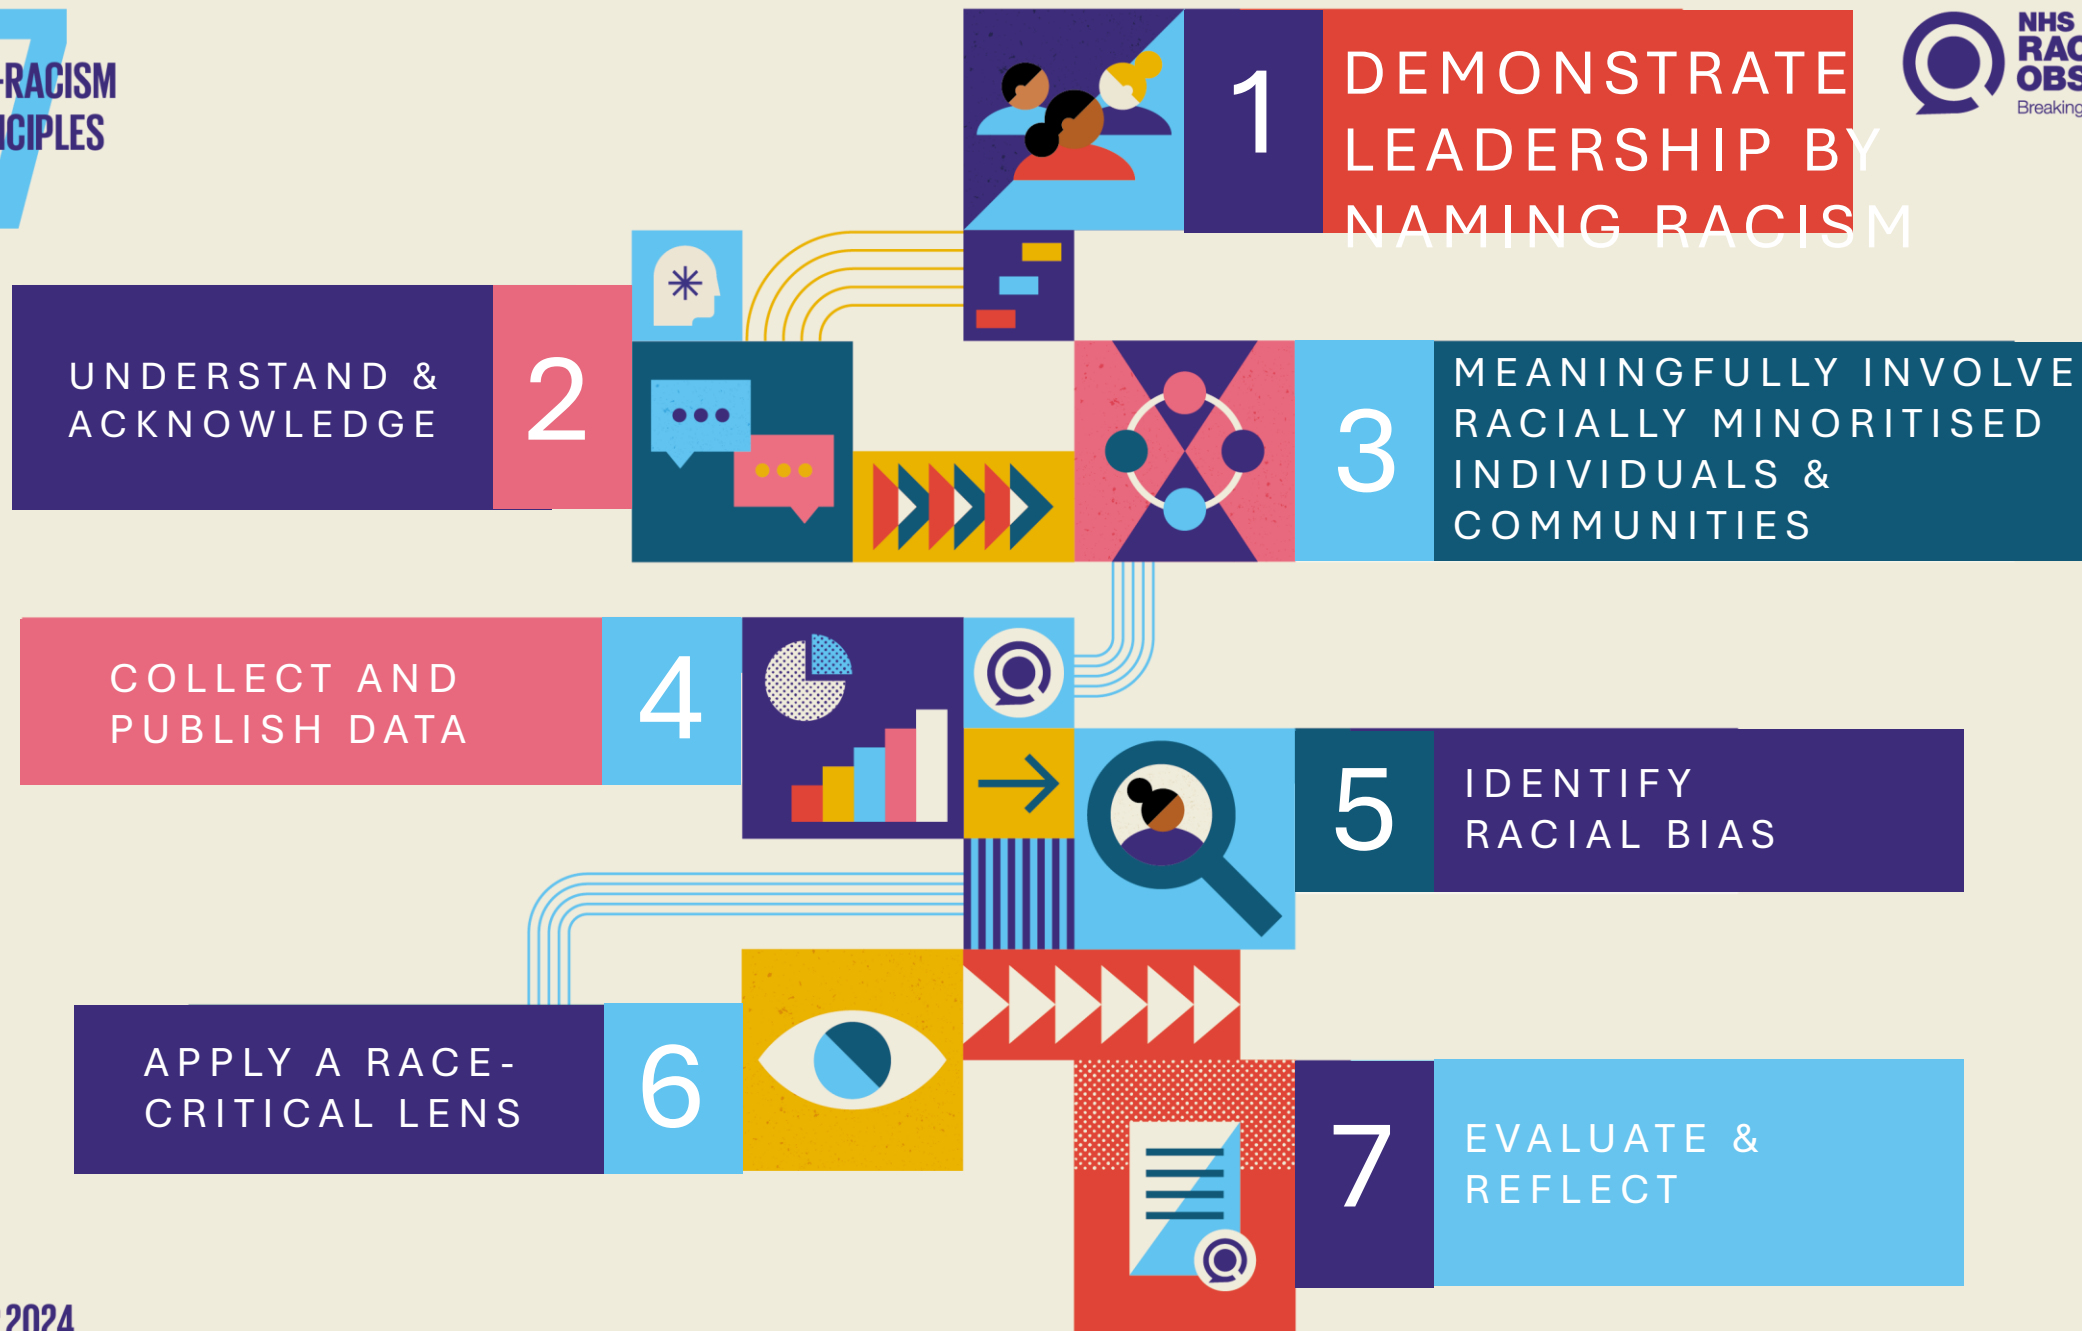 7
-RACISM
NCIPLES
1
DEMONSTRATE
LEADERSHIP BY
NAMING RACISM
NHS
RAC
OBS
Breaking
UNDERSTAND &
ACKNOWLEDGE
2
3
MEANINGFULLY INVOLVE
RACIALLY MINORITISED
INDIVIDUALS &
COMMUNITIES
COLLECT AND
PUBLISH DATA
4
5
IDENTIFY
RACIAL BIAS
APPLY A RACE-
CRITICAL LENS
6
7
EVALUATE &
REFLECT
2024